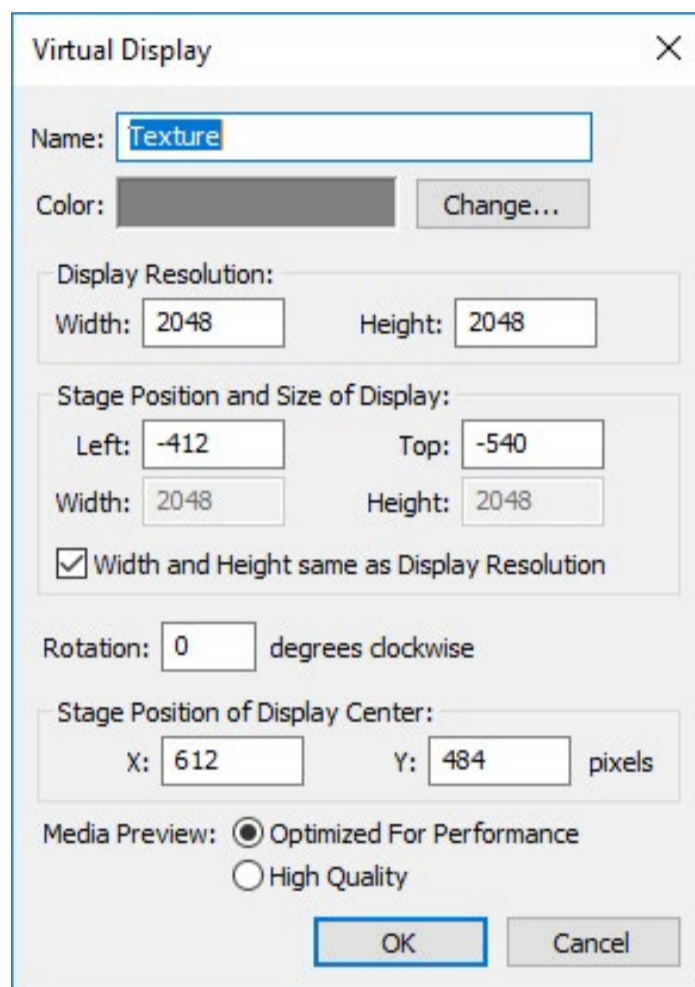 Virtual Display
Name: Texture
Color: Change...
Display Resolution:
Width: 2048 Height: 2048
Stage Position and Size of Display:
Left: -412 Top: -540
Width: 2048 Height: 2048
Width and Height same as Display Resolution
Rotation: 0 degrees clockwise
Stage Position of Display Center:
X: 612 Y: 484 pixels
Media Preview: Optimized For Performance
High Quality
OK Cancel